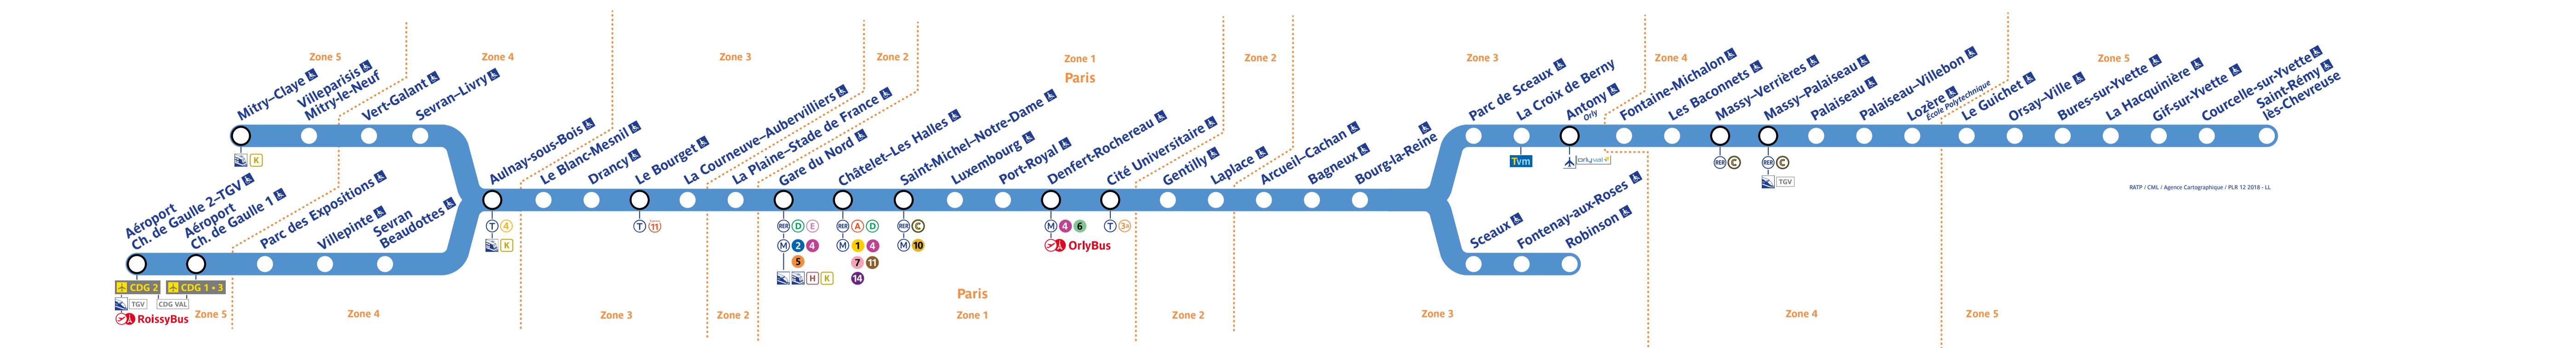 Zone 5
Zone 4
Zone 3
Zone 2
Zone 1
Paris
Zone 2
Zone 3
Zone 4
Zone 5
Mitry–Claye
Villeparisis
Mitry-le-Neuf
Vert-Galant
Sevran–Livry
K
Aéroport
Ch. de Gaulle 2–TGV
Aéroport
Ch. de Gaulle 1
Parc des Expositions
Villepinte
Sevran
Beaudottes
CDG 2
CDG 1 • 3
TGV
CDG VAL
RoissyBus
Aulnay-sous-Bois
T 4
K
Le Blanc-Mesnil
Drancy
Le Bourget
T 11
La Courneuve–Aubervilliers
La Plaine–Stade de France
Gare du Nord
RER D E
M 2 4
5
H K
Châtelet–Les Halles
RER A D
M 1 4
7 11
14
Saint-Michel–Notre-Dame
RER C
M 10
Luxembourg
Port-Royal
Denfert-Rochereau
M 4 6
OrlyBus
Cité Universitaire
T 3a
Gentilly
Laplace
Arcueil–Cachan
Bagneux
Bourg-la-Reine
Parc de Sceaux
La Croix de Berny
Tvm
Antony
Orly
orlyval
Fontaine-Michalon
Les Baconnets
Massy–Verrières
RER C
Massy–Palaiseau
RER C
TGV
Palaiseau
Palaiseau–Villebon
Lozère
École Polytechnique
Le Guichet
Orsay–Ville
Bures-sur-Yvette
La Hacquinière
Gif-sur-Yvette
Courcelle-sur-Yvette
Saint-Rémy
lès-Chevreuse
Sceaux
Fontenay-aux-Roses
Robinson
RATP / CML / Agence Cartographique / PLR 12 2018 - LL
Zone 5
Zone 4
Zone 3
Zone 2
Paris
Zone 1
Zone 2
Zone 3
Zone 4
Zone 5